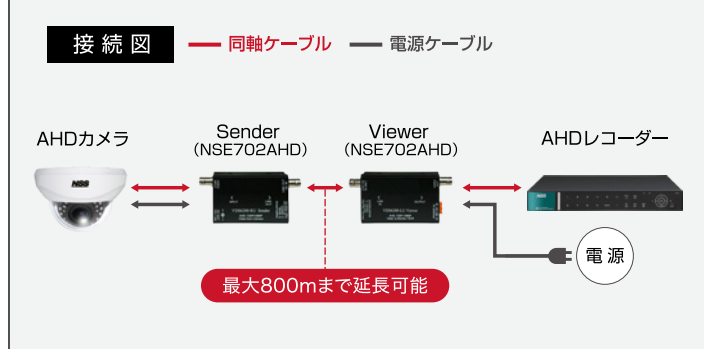 接続図
同軸ケーブル
電源ケーブル
AHDカメラ
Sender
(NSE702AHD)
Viewer
(NSE702AHD)
AHDレコーダー
NSS
電源
最大800mまで延長可能